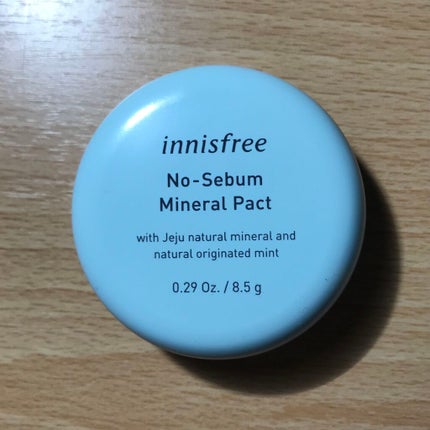 innisfree
No-Sebum
Mineral Pact
with Jeju natural mineral and
natural originated mint
0.29 Oz. / 8.5 g